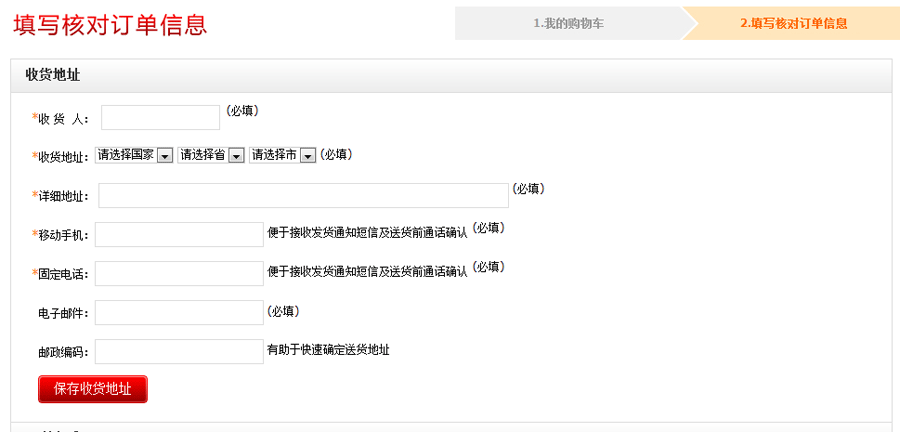 填写核对订单信息
1.我的购物车
2.填写核对订单信息
收货地址
*收 货 人： (必填)
*收货地址: 请选择国家 请选择省 请选择市 (必填)
*详细地址: (必填)
*移动手机: 便于接收发货通知短信及送货前通话确认 (必填)
*固定电话: 便于接收发货通知短信及送货前通话确认 (必填)
电子邮件: (必填)
邮政编码: 有助于快速确定送货地址
保存收货地址